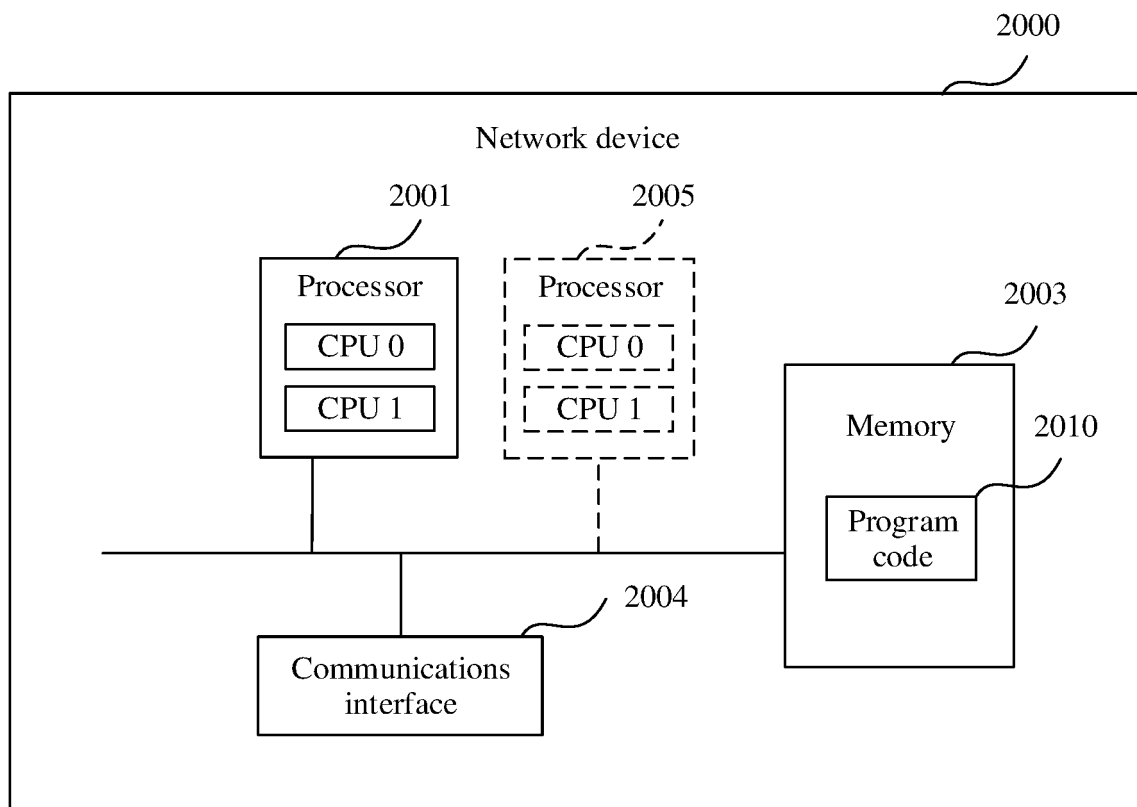 2000
Network device
2001
2005
Processor
CPU 0
CPU 1
Processor
CPU 0
CPU 1
2003
Memory
2010
Program
code
2004
Communications
interface